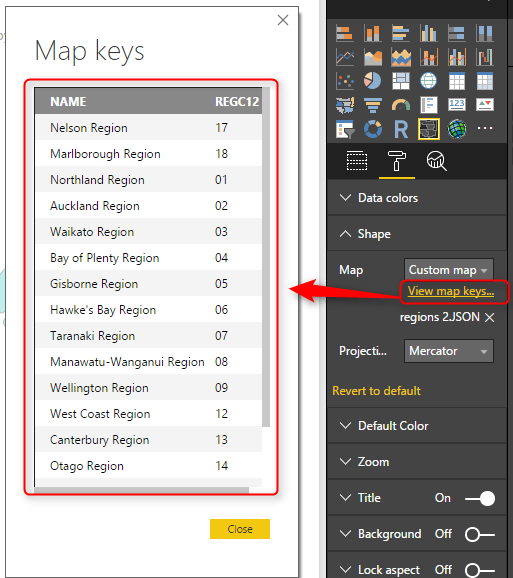 Map keys
NAME REGC12
Nelson Region 17
Marlborough Region 18
Northland Region 01
Auckland Region 02
Waikato Region 03
Bay of Plenty Region 04
Gisborne Region 05
Hawke's Bay Region 06
Taranaki Region 07
Manawatu-Wanganui Region 08
Wellington Region 09
West Coast Region 12
Canterbury Region 13
Otago Region 14
Close
123
R
Data colors
Shape
Map Custom map
View map keys...
regions 2.JSON
Projecti... Mercator
Revert to default
Default Color
Zoom
Title On
Background Off
Lock aspect Off